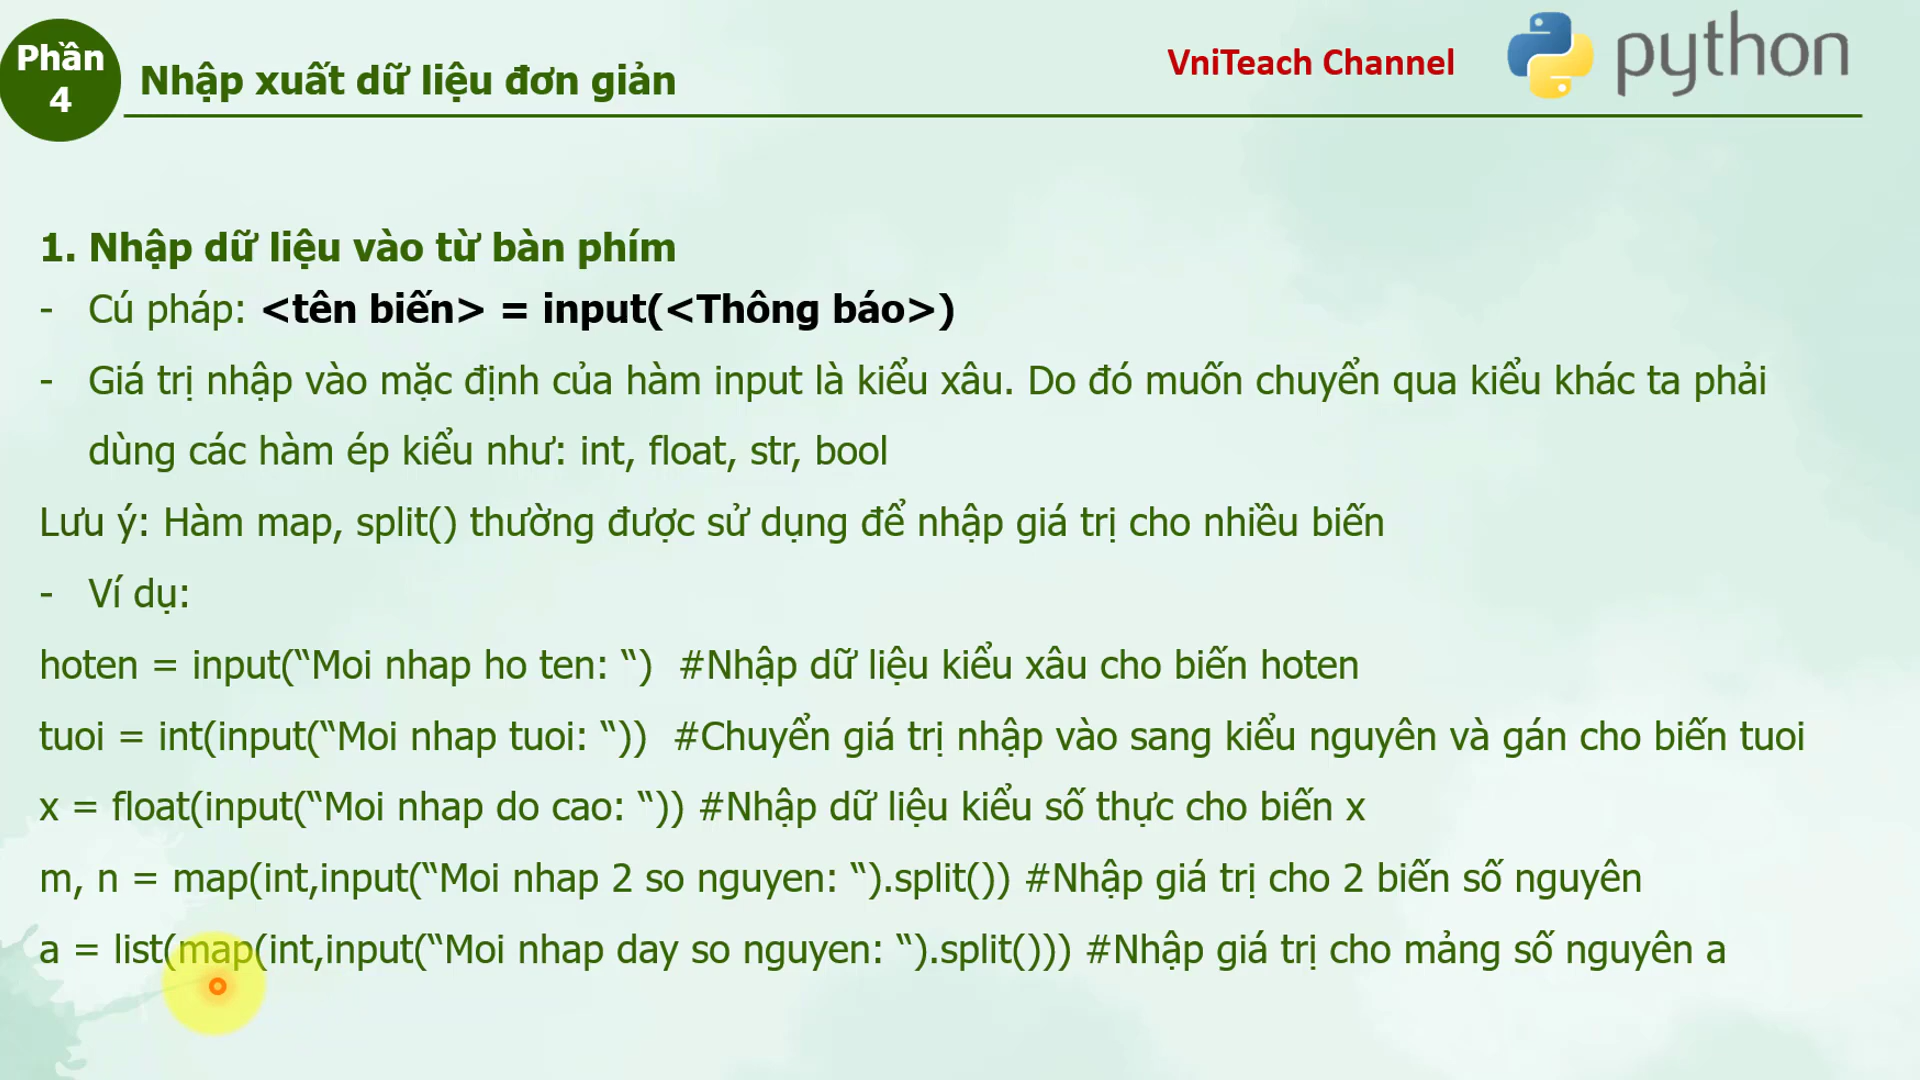 Phần
4
Nhập xuất dữ liệu đơn giản
VniTeach Channel
python
1. Nhập dữ liệu vào từ bàn phím
- Cú pháp: <tên biến> = input(<Thông báo>)
- Giá trị nhập vào mặc định của hàm input là kiểu xâu. Do đó muốn chuyển qua kiểu khác ta phải
dùng các hàm ép kiểu như: int, float, str, bool
Lưu ý: Hàm map, split() thường được sử dụng để nhập giá trị cho nhiều biến
- Ví dụ:
hoten = input(“Moi nhap ho ten: “) #Nhập dữ liệu kiểu xâu cho biến hoten
tuoi = int(input(“Moi nhap tuoi: “)) #Chuyển giá trị nhập vào sang kiểu nguyên và gán cho biến tuoi
x = float(input(“Moi nhap do cao: “)) #Nhập dữ liệu kiểu số thực cho biến x
m, n = map(int,input(“Moi nhap 2 so nguyen: “).split()) #Nhập giá trị cho 2 biến số nguyên
a = list(map(int,input(“Moi nhap day so nguyen: “).split())) #Nhập giá trị cho mảng số nguyên a